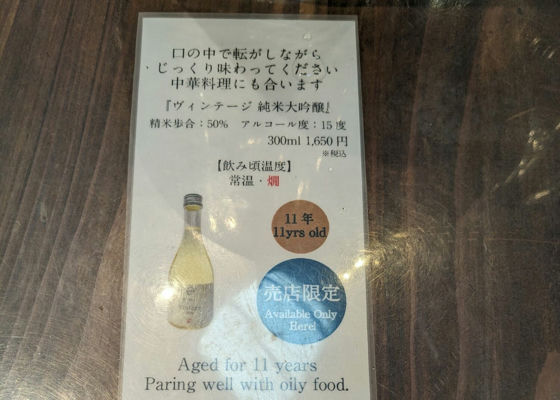 口の中で転がしながら
じっくり味わってください
中華料理にも合います
『ヴィンテージ 純米大吟醸』
精米歩合：50% アルコール度：15度
300ml 1,650円
※税込
【飲み頃温度】
常温・燗
11年
11yrs old
売店限定
Available Only
Here!
Aged for 11 years
Paring well with oily food.